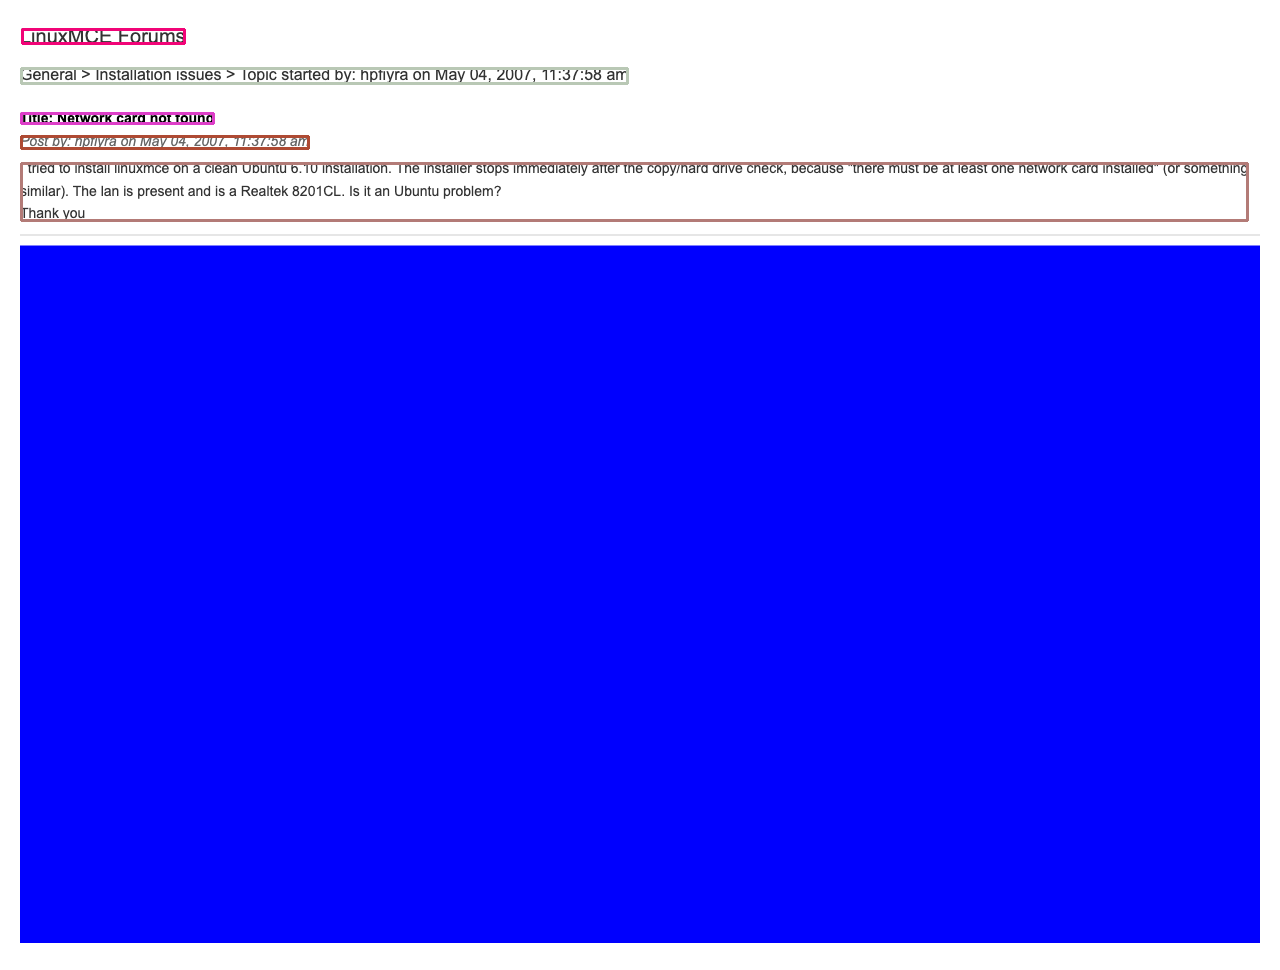 LinuxMCE Forums
General > Installation issues > Topic started by: hpflyra on May 04, 2007, 11:37:58 am
Title: Network card not found
Post by: hpflyra on May 04, 2007, 11:37:58 am
I tried to install linuxmce on a clean Ubuntu 6.10 installation. The installer stops immediately after the copy/hard drive check, because "there must be at least one network card installed" (or something
similar). The lan is present and is a Realtek 8201CL. Is it an Ubuntu problem?
Thank you